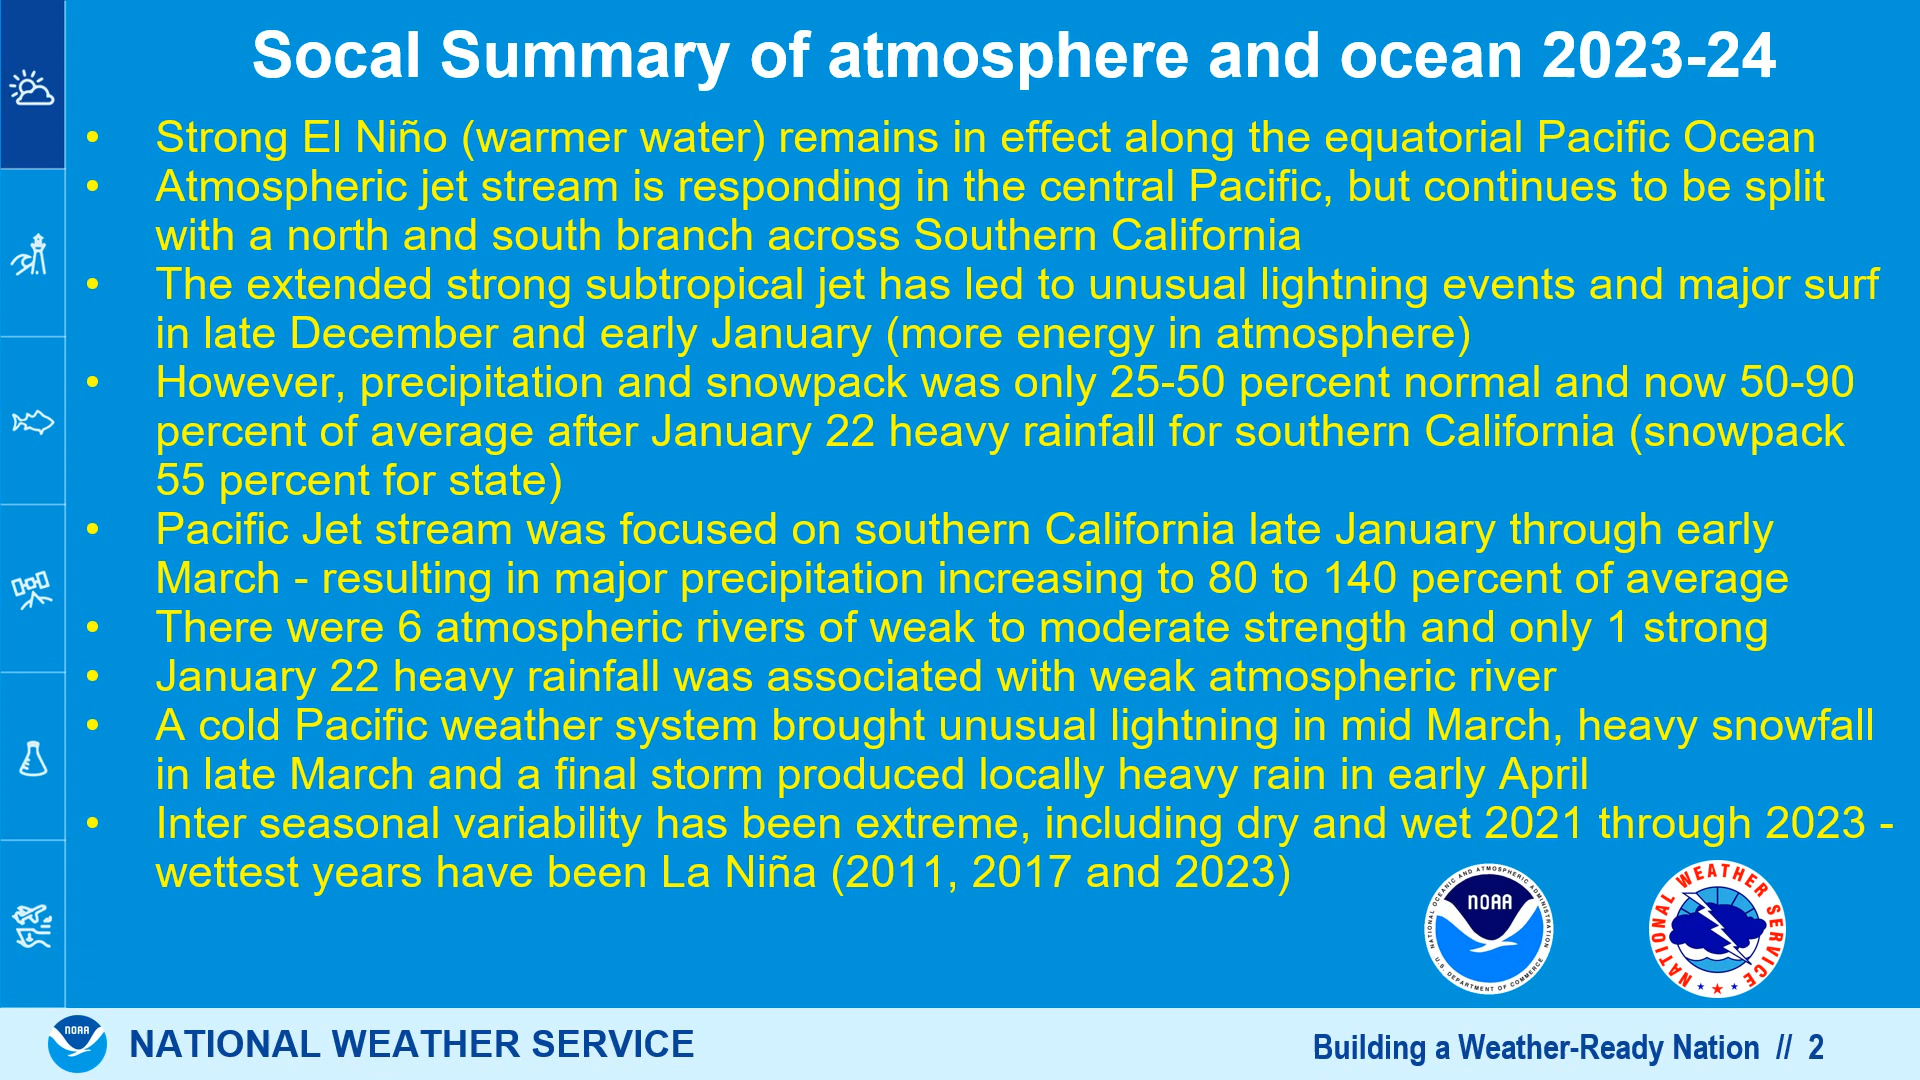 Socal Summary of atmosphere and ocean 2023-24
• Strong El Niño (warmer water) remains in effect along the equatorial Pacific Ocean
• Atmospheric jet stream is responding in the central Pacific, but continues to be split
with a north and south branch across Southern California
• The extended strong subtropical jet has led to unusual lightning events and major surf
in late December and early January (more energy in atmosphere)
• However, precipitation and snowpack was only 25-50 percent normal and now 50-90
percent of average after January 22 heavy rainfall for southern California (snowpack
55 percent for state)
• Pacific Jet stream was focused on southern California late January through early
March - resulting in major precipitation increasing to 80 to 140 percent of average
• There were 6 atmospheric rivers of weak to moderate strength and only 1 strong
• January 22 heavy rainfall was associated with weak atmospheric river
• A cold Pacific weather system brought unusual lightning in mid March, heavy snowfall
in late March and a final storm produced locally heavy rain in early April
• Inter seasonal variability has been extreme, including dry and wet 2021 through 2023 -
wettest years have been La Niña (2011, 2017 and 2023)
NATIONAL OCEANIC AND ATMOSPHERIC ADMINISTRATION
NOAA
U.S. DEPARTMENT OF COMMERCE
NATIONAL WEATHER SERVICE
NOAA
NATIONAL WEATHER SERVICE
Building a Weather-Ready Nation // 2